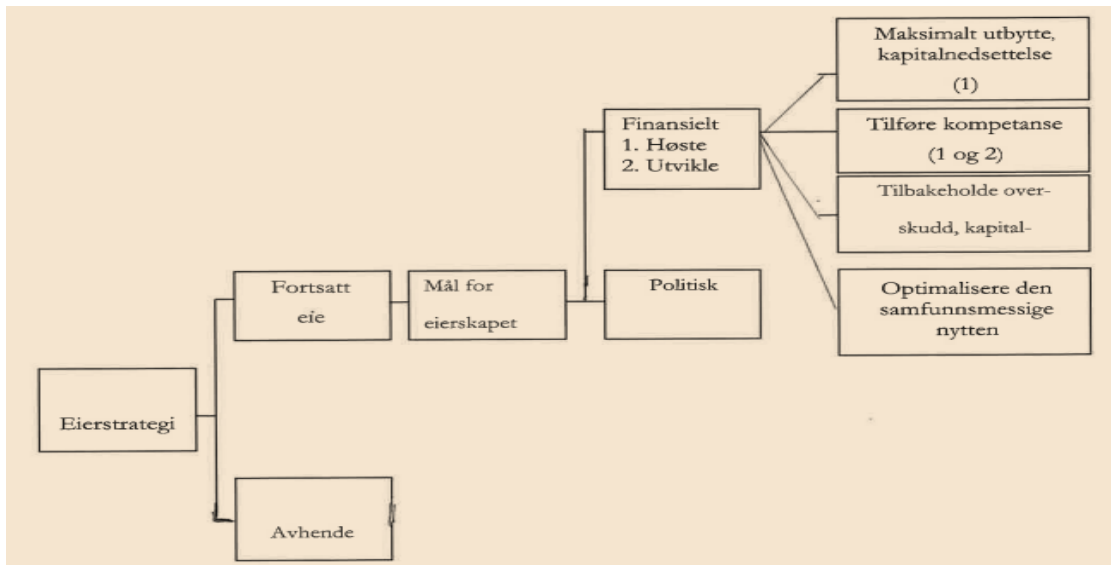 Maksimalt utbytte,
kapitalnedsettelse
(1)
Finansielt
1. Høste
2. Utvikle
Tilføre kompetanse
(1 og 2)
Tilbakeholde over-
skudd, kapital-
Fortsatt
eie
Mål for
eierskapet
Politisk
Optimalisere den
samfunnsmessige
nytten
Eierstrategi
Avhende